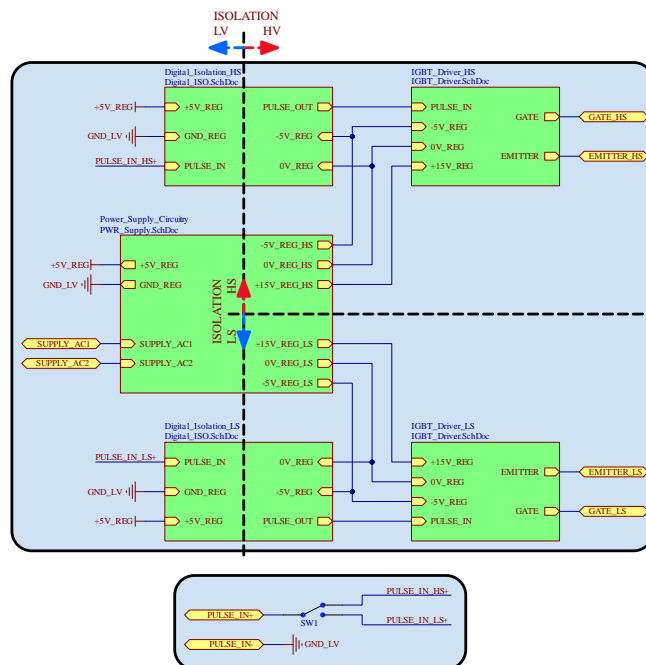 ISOLATION
LV HV
Digital_Isolation_HS
Digital_ISO.SchDoc
IGBT_Driver_HS
IGBT_Driver.SchDoc
+5V_REG +5V_REG PULSE_OUT PULSE_IN
GATE GATE_HS
GND_LV GND_REG -5V_REG -5V_REG
0V_REG
EMITTER EMITTER_HS
PULSE_IN_HS+ PULSE_IN 0V_REG +15V_REG
Power_Supply_Circuitry
PWR_Supply.SchDoc
-5V_REG_HS
+5V_REG +5V_REG 0V_REG_HS
GND_LV GND_REG +15V_REG_HS
ISOLATION
LS HS
SUPPLY_AC1 SUPPLY_AC1 +15V_REG_LS
SUPPLY_AC2 SUPPLY_AC2 0V_REG_LS
-5V_REG_LS
Digital_Isolation_LS
Digital_ISO.SchDoc
IGBT_Driver_LS
IGBT_Driver.SchDoc
PULSE_IN_LS+ PULSE_IN 0V_REG +15V_REG
EMITTER EMITTER_LS
0V_REG
GND_LV GND_REG -5V_REG -5V_REG
GATE GATE_LS
+5V_REG +5V_REG PULSE_OUT PULSE_IN
PULSE_IN_HS+
PULSE_IN+
SW1
PULSE_IN_LS+
PULSE_IN- GND_LV